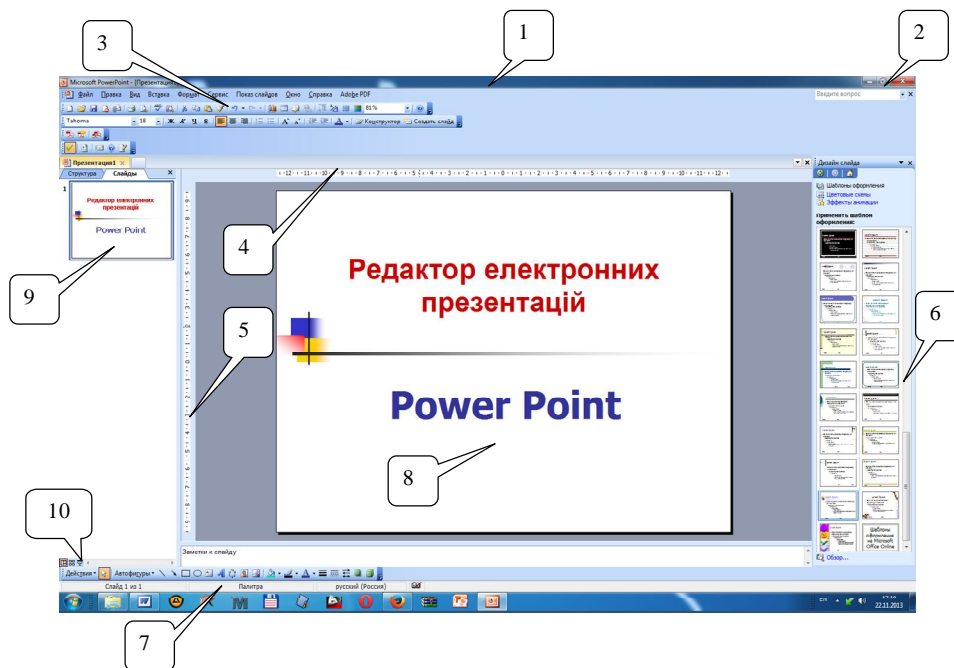 1
2
3
Microsoft PowerPoint - [Презентация
Файл Правка Вид Вставка Формат Сервис Показ слайдов Окно Справка Adobe PDF
Введите вопрос
81%
Tahoma 18 Ж К Ч S Конструктор Создать слайд
Презентация1
Дизайн слайда
Структура Слайды
Шаблоны оформления
Цветовые схемы
Эффекты анимации
Применить шаблон
оформления:
1
Редактор електронних
презентацій
Power Point
4
9
5
6
Редактор електронних
презентацій
Power Point
8
10
Шаблоны
оформления
на Microsoft
Office Online
Обзор...
Заметки к слайду
Действия Автофигуры
Слайд 1 из 1 Палитра русский (Россия)
22.11.2013
7